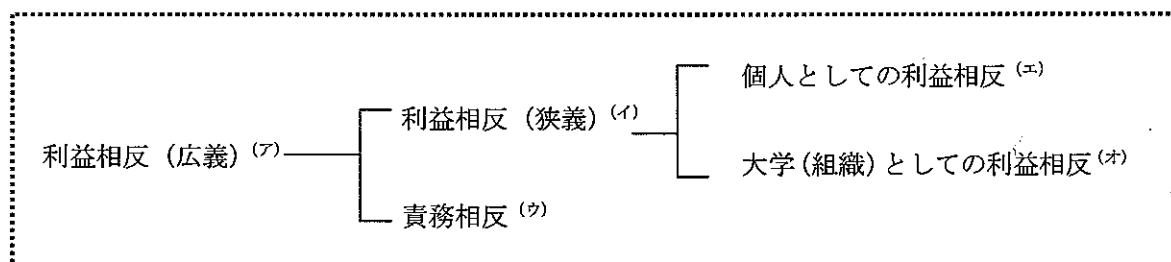 個人としての利益相反(エ)
利益相反(狭義)(イ)
利益相反(広義)(ア)
大学(組織)としての利益相反(オ)
責務相反(ウ)